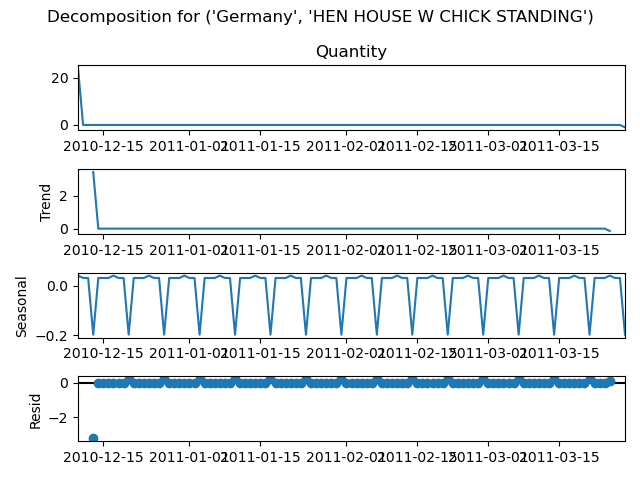 Decomposition for ('Germany', 'HEN HOUSE W CHICK STANDING')
Quantity
20
0
2010-12-15 2011-01-01 2011-01-15 2011-02-01 2011-02-15 2011-03-01 2011-03-15
Trend
2
0
2010-12-15 2011-01-01 2011-01-15 2011-02-01 2011-02-15 2011-03-01 2011-03-15
Seasonal
0.0
−0.2
2010-12-15 2011-01-01 2011-01-15 2011-02-01 2011-02-15 2011-03-01 2011-03-15
Resid
0
−2
2010-12-15 2011-01-01 2011-01-15 2011-02-01 2011-02-15 2011-03-01 2011-03-15